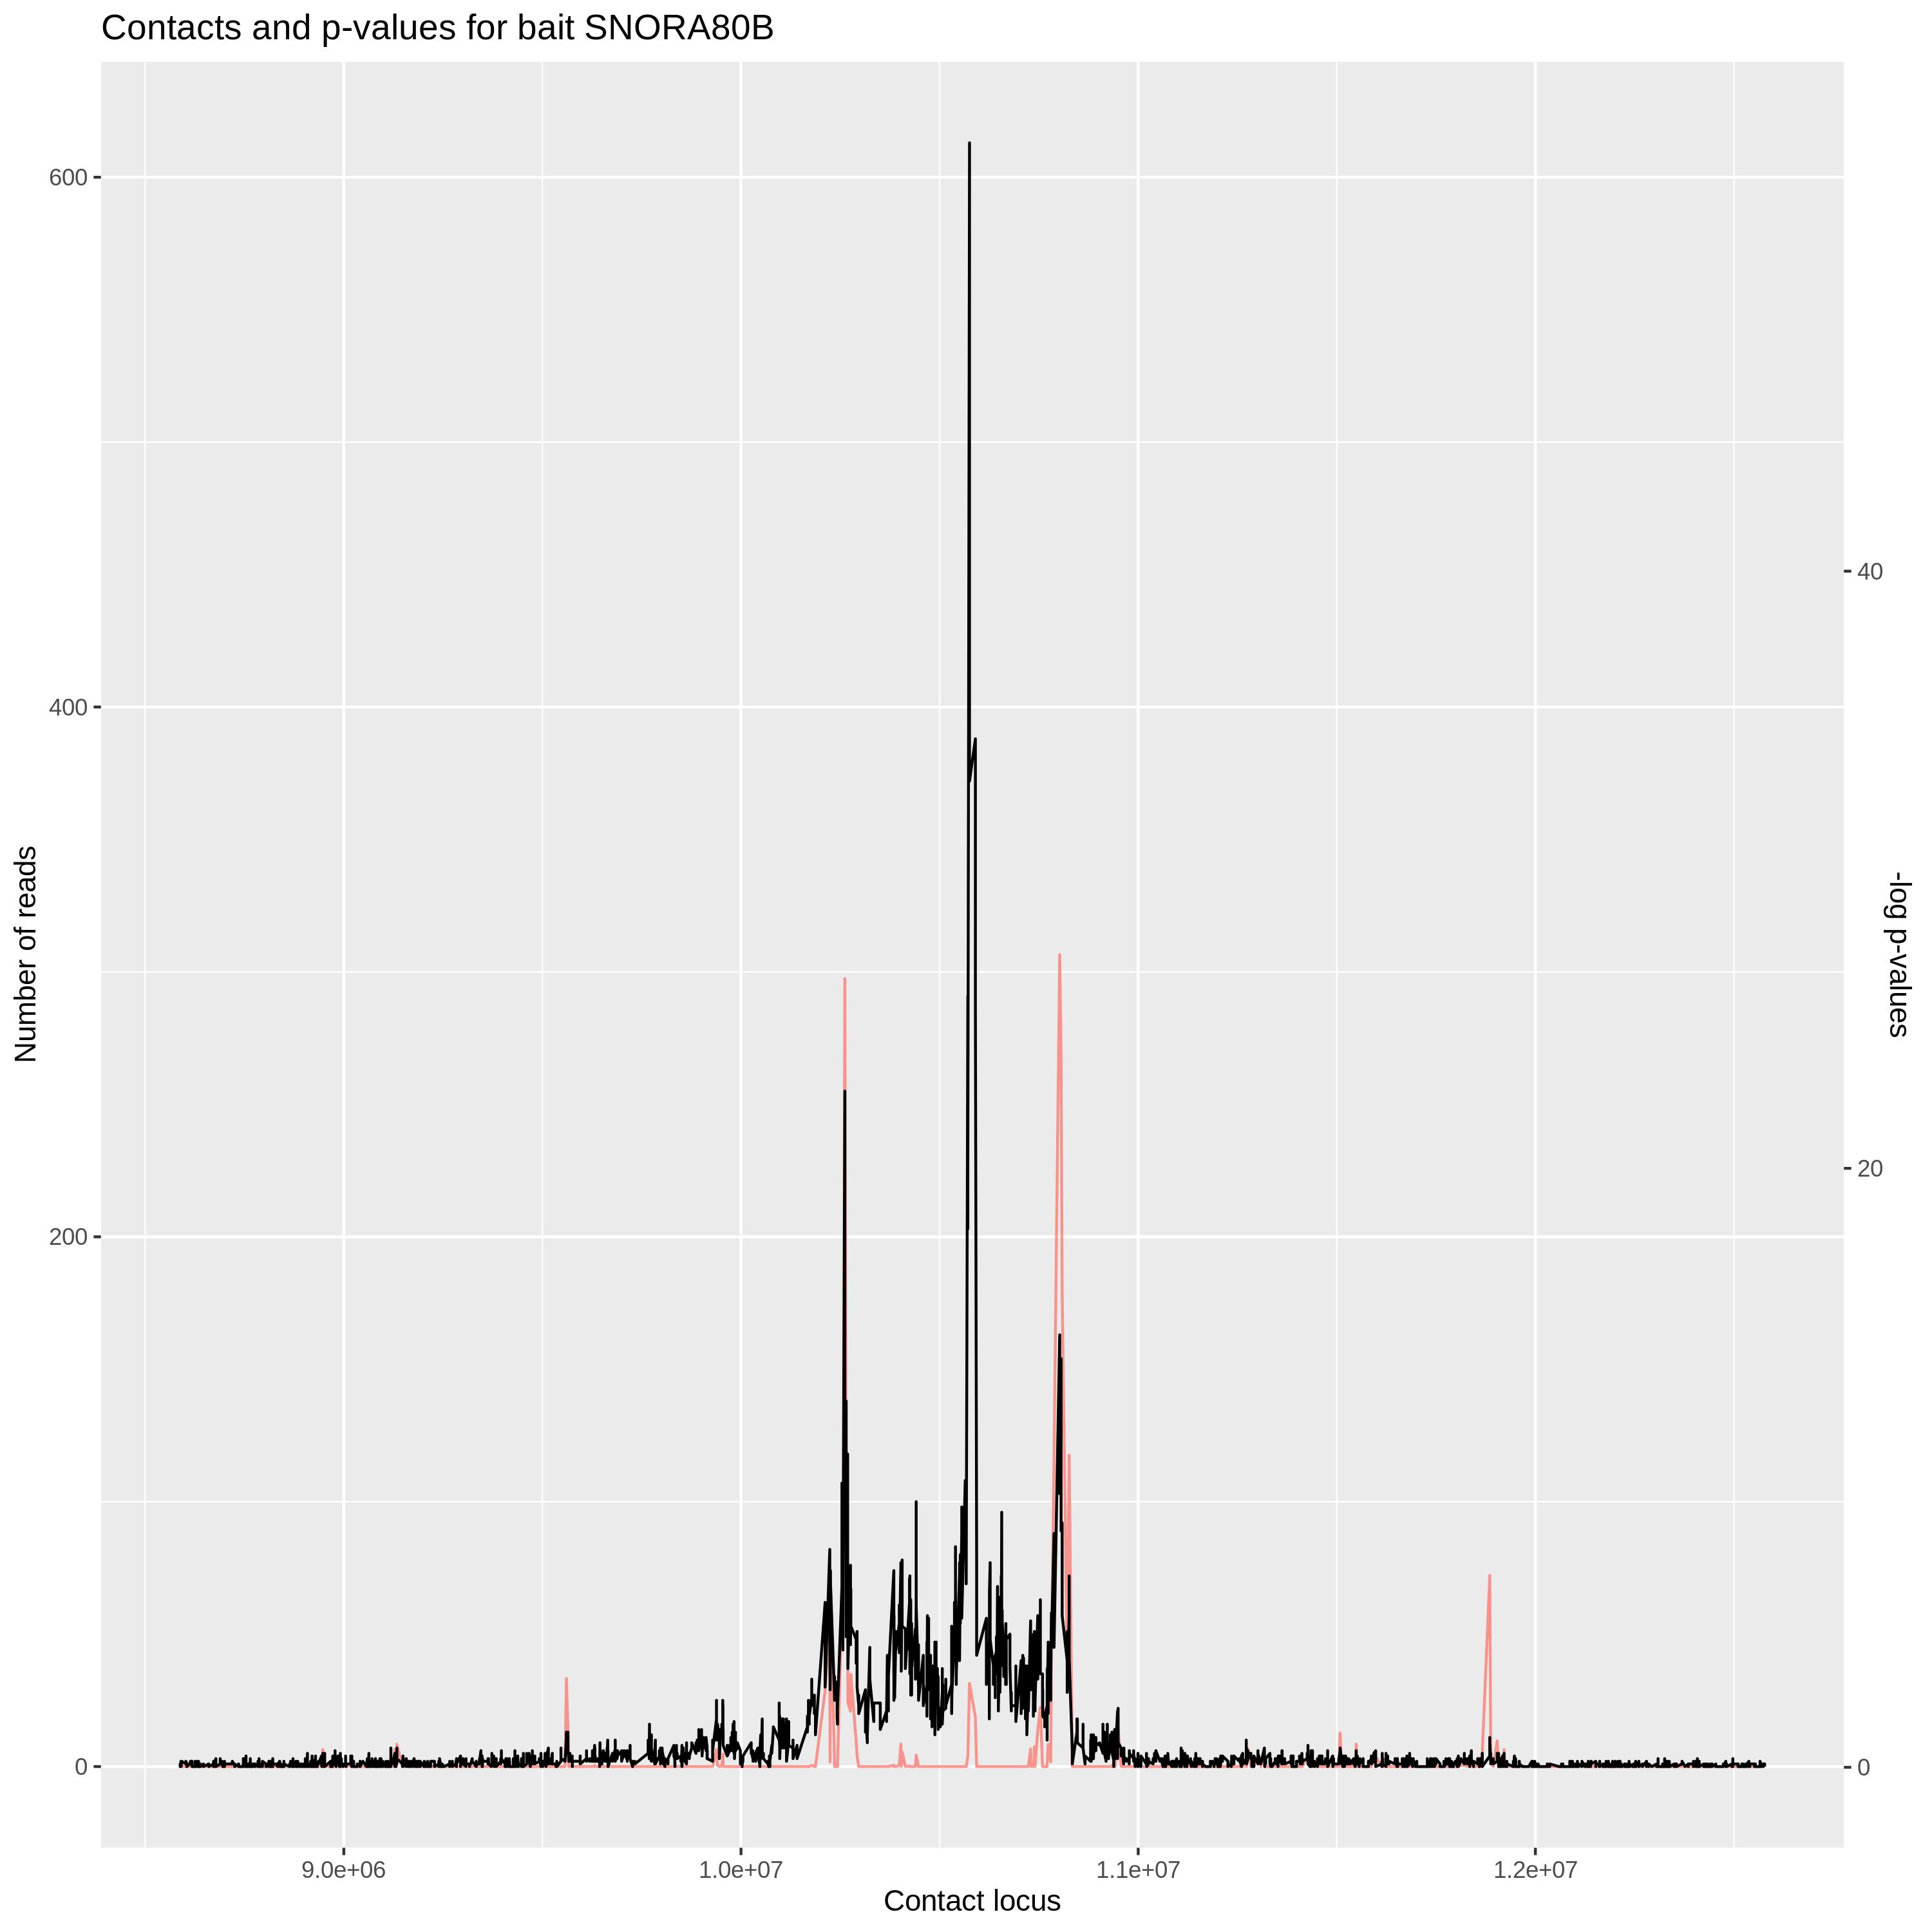 Contacts and p-values for bait SNORA80B
600
400
200
0
Number of reads
40
20
0
-log p-values
9.0e+06 1.0e+07 1.1e+07 1.2e+07
Contact locus